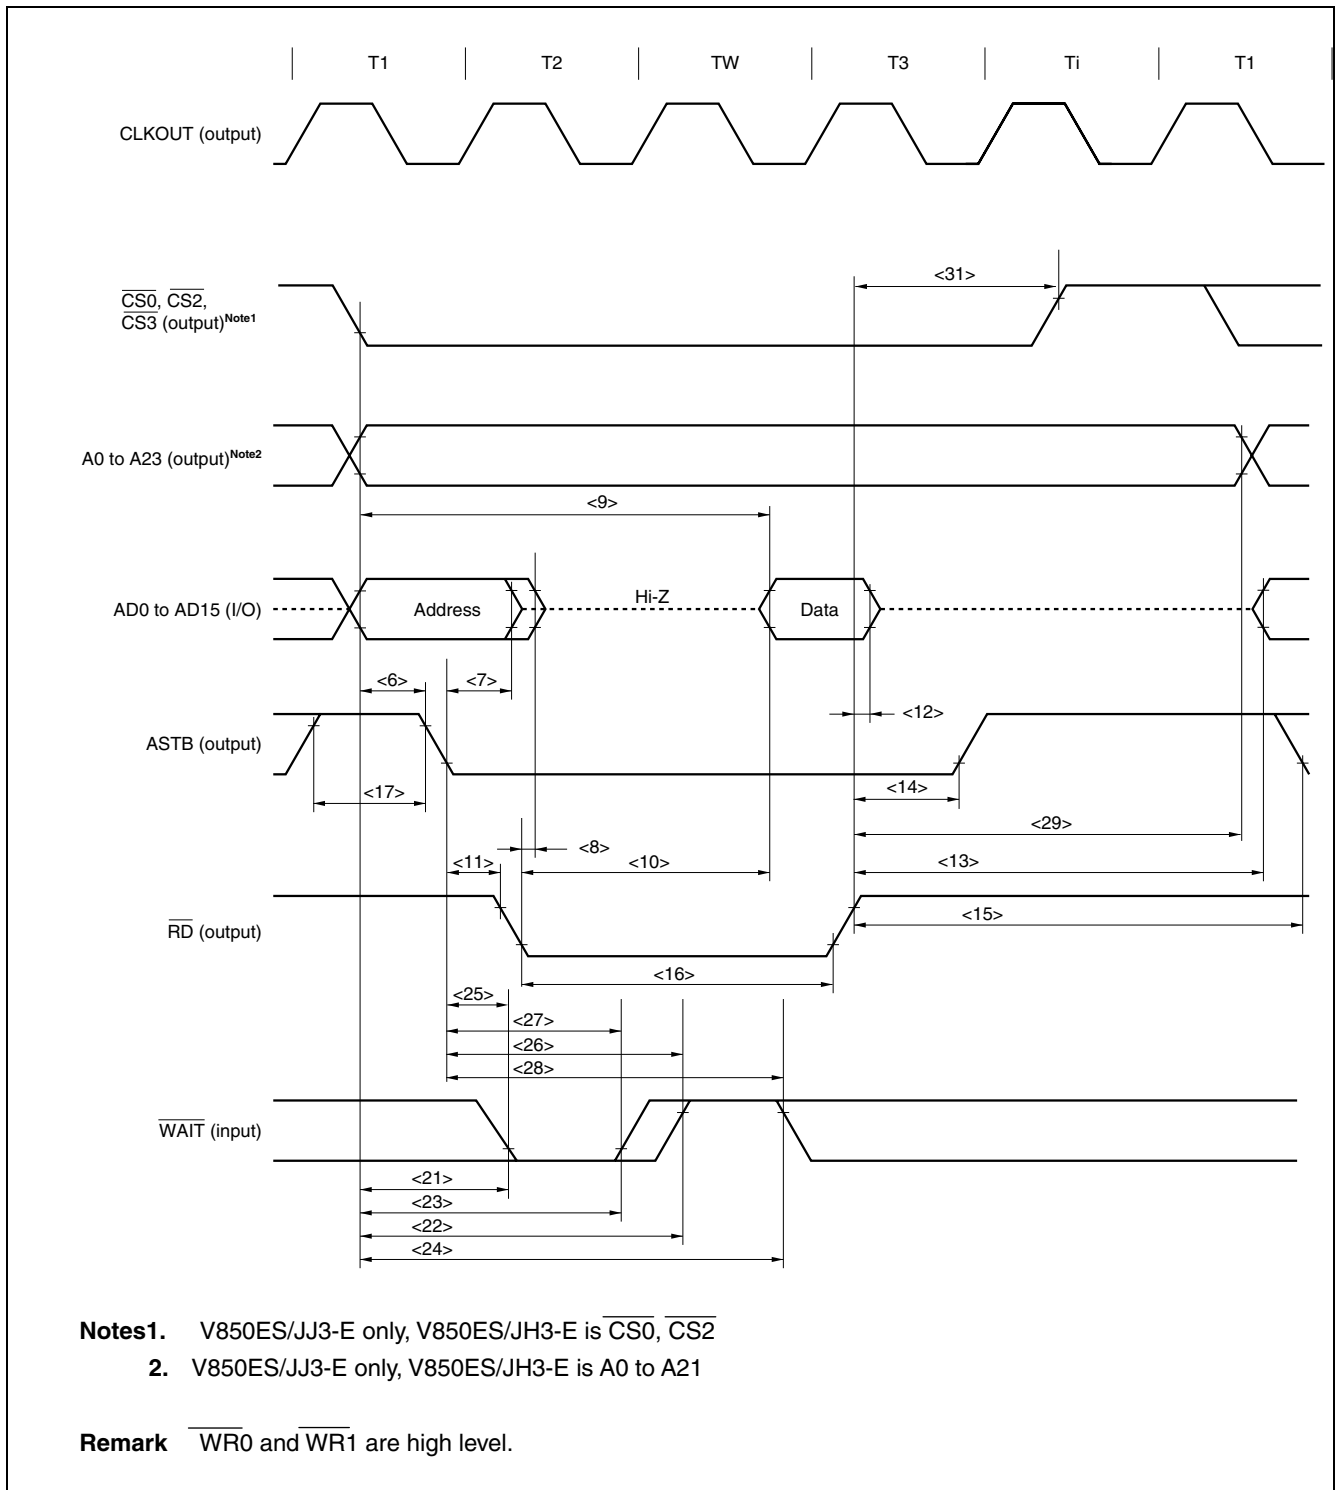 T1 T2 TW T3 Ti T1
CLKOUT (output)
<31>
CS0, CS2,
CS3 (output)Note1
A0 to A23 (output)Note2
<9>
Hi-Z
AD0 to AD15 (I/O) Address Data
<6> <7>
<12>
ASTB (output)
<17> <14>
<29>
<8>
<11> <10> <13>
<15>
RD (output)
<16>
<25>
<27>
<26>
<28>
WAIT (input)
<21>
<23>
<22>
<24>
Notes1. V850ES/JJ3-E only, V850ES/JH3-E is CS0, CS2
2. V850ES/JJ3-E only, V850ES/JH3-E is A0 to A21
Remark WR0 and WR1 are high level.